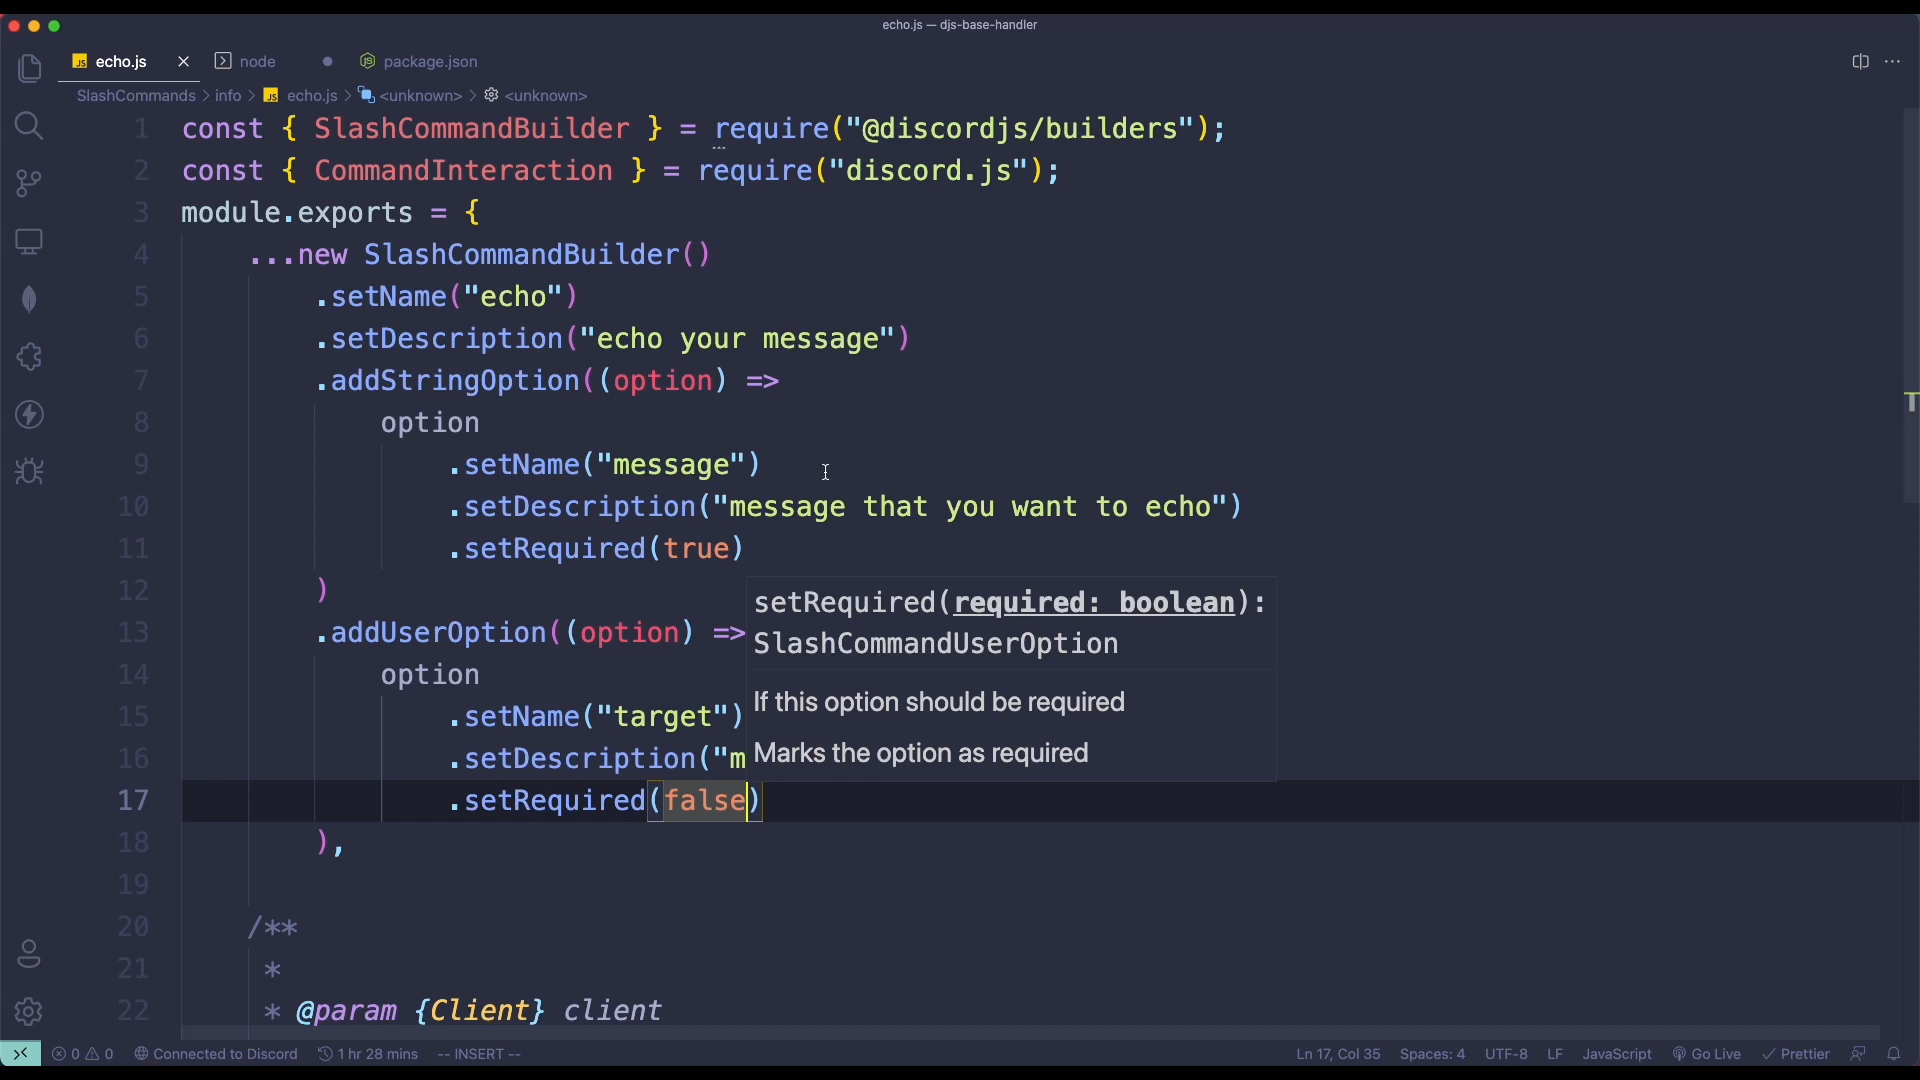 echo.js — djs-base-handler
JS echo.js node package.json
SlashCommands > info > JS echo.js > <unknown> > <unknown>
1 const { SlashCommandBuilder } = require("@discordjs/builders");
2 const { CommandInteraction } = require("discord.js");
3 module.exports = {
4 ...new SlashCommandBuilder()
5 .setName("echo")
6 .setDescription("echo your message")
7 .addStringOption((option) =>
8 option
9 .setName("message")
10 .setDescription("message that you want to echo")
11 .setRequired(true)
12 )
setRequired(required: boolean):
13 .addUserOption((option) =>
SlashCommandUserOption
14 option
If this option should be required
15 .setName("target")
16 .setDescription("m
Marks the option as required
17 .setRequired(false)
18 ),
19
20 /**
21 *
22 * @param {Client} client
0 0 Connected to Discord 1 hr 28 mins -- INSERT -- Ln 17, Col 35 Spaces: 4 UTF-8 LF JavaScript Go Live Prettier